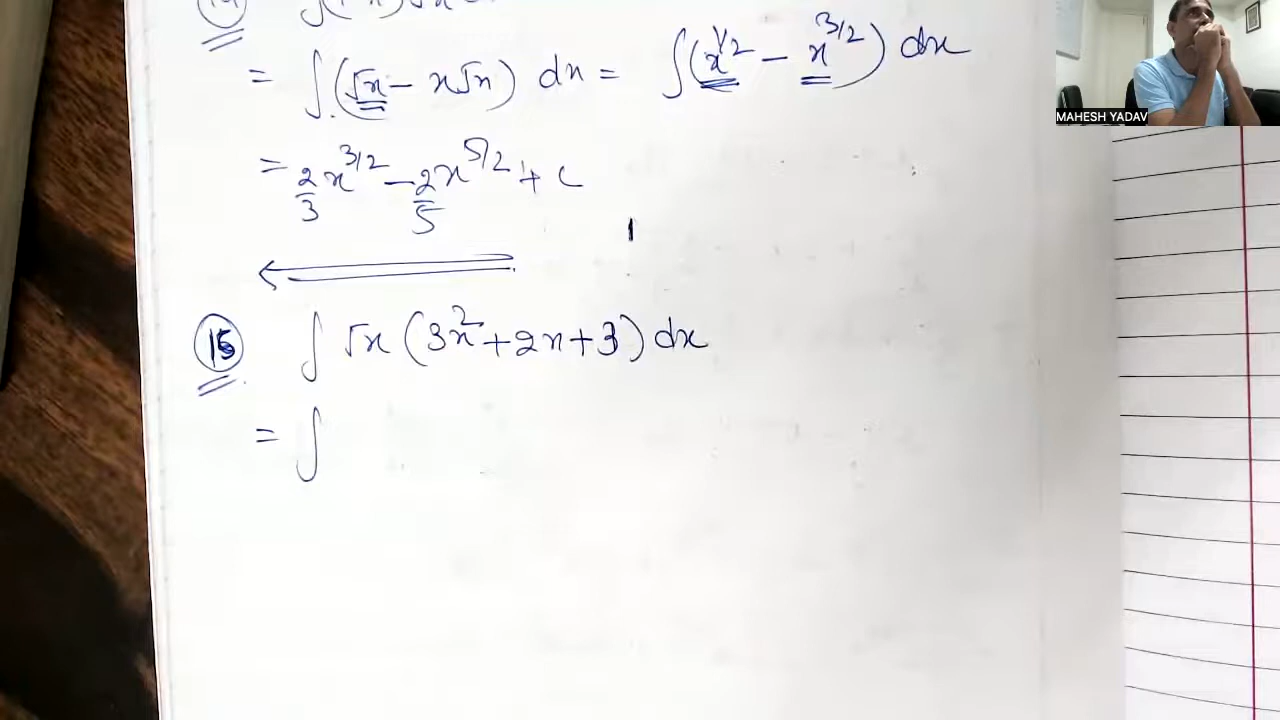 = ∫(√x - x√x) dx = ∫(x^1/2 - x^3/2) dx
= 2/3 x^3/2 - 2/5 x^5/2 + c
15 ∫ √x (3x²+2x+3) dx
= ∫
MAHESH YADAV